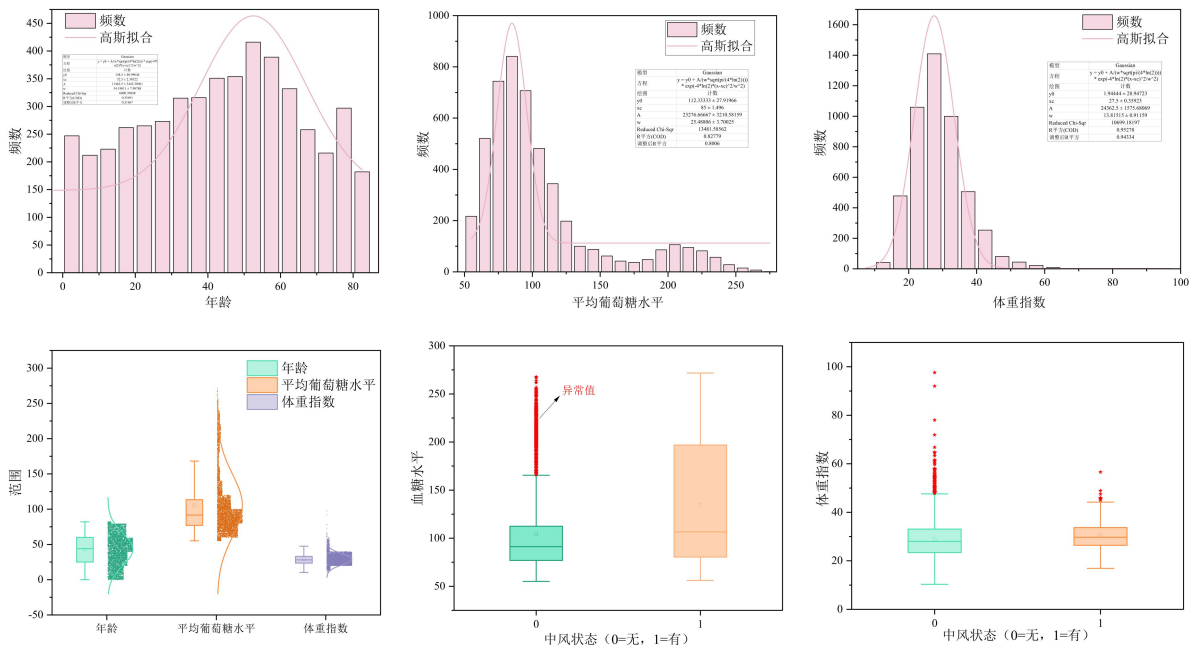 频数
高斯拟合
模型 Gaussian
绘图 计数
450
400
350
300
250
200
150
100
50
0
频数
0 20 40 60 80
年龄
频数
高斯拟合
模型 Gaussian
方程 y = y0 + A/(w*sqrt(pi/(4*ln(2))))
* exp(-4*ln(2)*(x-xc)^2/w^2)
绘图 计数
y0 112.33333 ± 27.91966
xc 85 ± 1.496
A 23276.66667 ± 3210.58159
w 25.48086 ± 3.70025
Reduced Chi-Sqr 13481.58562
R平方(COD) 0.82779
调整后R平方 0.8006
1000
800
600
400
200
0
频数
50 100 150 200 250
平均葡萄糖水平
频数
高斯拟合
模型 Gaussian
方程 y = y0 + A/(w*sqrt(pi/(4*ln(2))))
* exp(-4*ln(2)*(x-xc)^2/w^2)
绘图 计数
y0 1.94444 ± 28.94723
xc 27.5 ± 0.35925
A 24362.5 ± 1575.68069
w 13.81515 ± 0.91159
Reduced Chi-Sqr 10699.18197
R平方(COD) 0.95278
调整后R平方 0.94334
1600
1400
1200
1000
800
600
400
200
0
频数
0 20 40 60 80 100
体重指数
年龄
平均葡萄糖水平
体重指数
300
250
200
150
100
50
0
-50
范围
年龄 平均葡萄糖水平 体重指数
300
250
200
150
100
50
血糖水平
异常值
0 1
中风状态（0=无，1=有）
100
80
60
40
20
0
体重指数
0 1
中风状态（0=无，1=有）